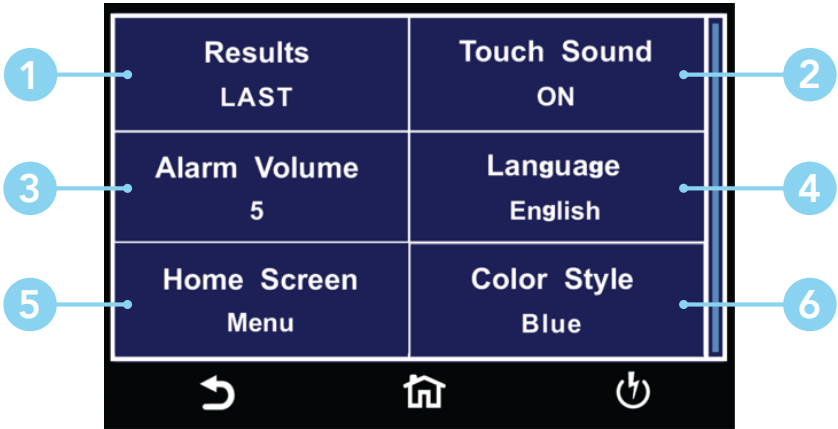 1
Results
LAST
Touch Sound
ON
2
3
Alarm Volume
5
Language
English
4
5
Home Screen
Menu
Color Style
Blue
6